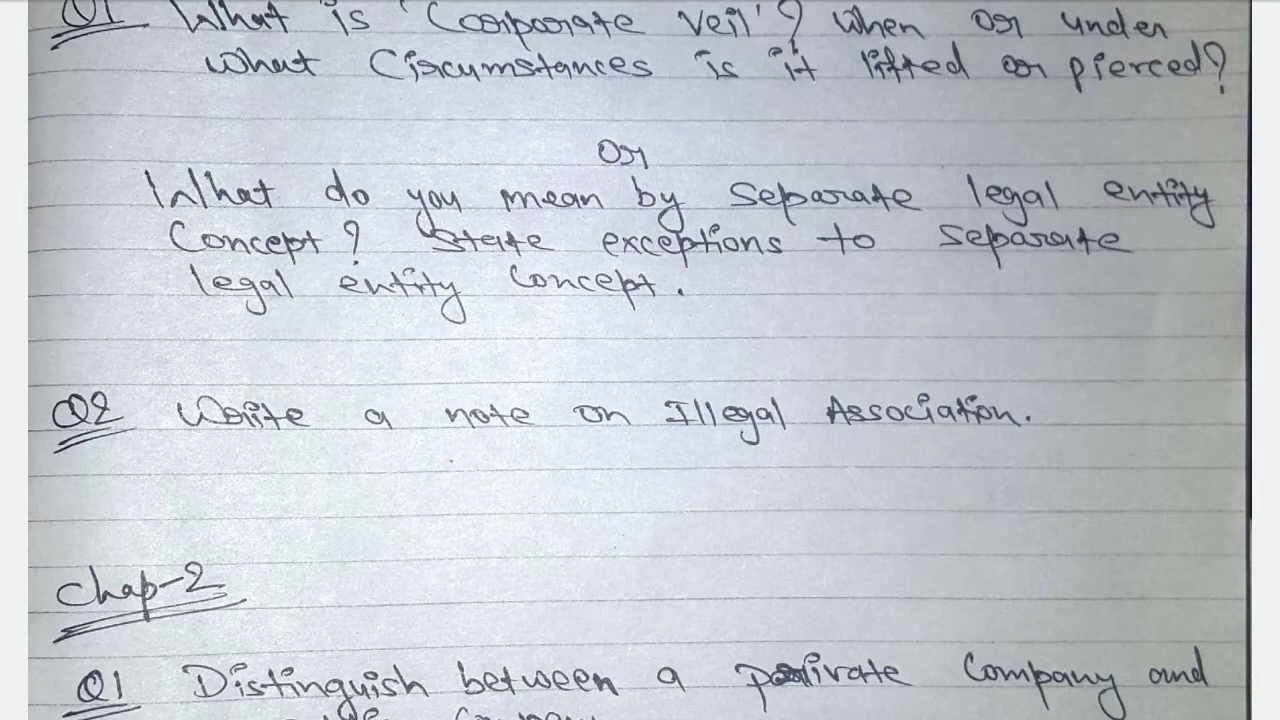 Q1 What is 'Corporate Veil'? When or under
what Circumstances is it lifted or pierced?
Or
What do you mean by Separate legal entity
Concept? State exceptions to separate
legal entity Concept.
Q2 Write a note on Illegal Association.
Chap-2
Q1 Distinguish between a private Company and
Company